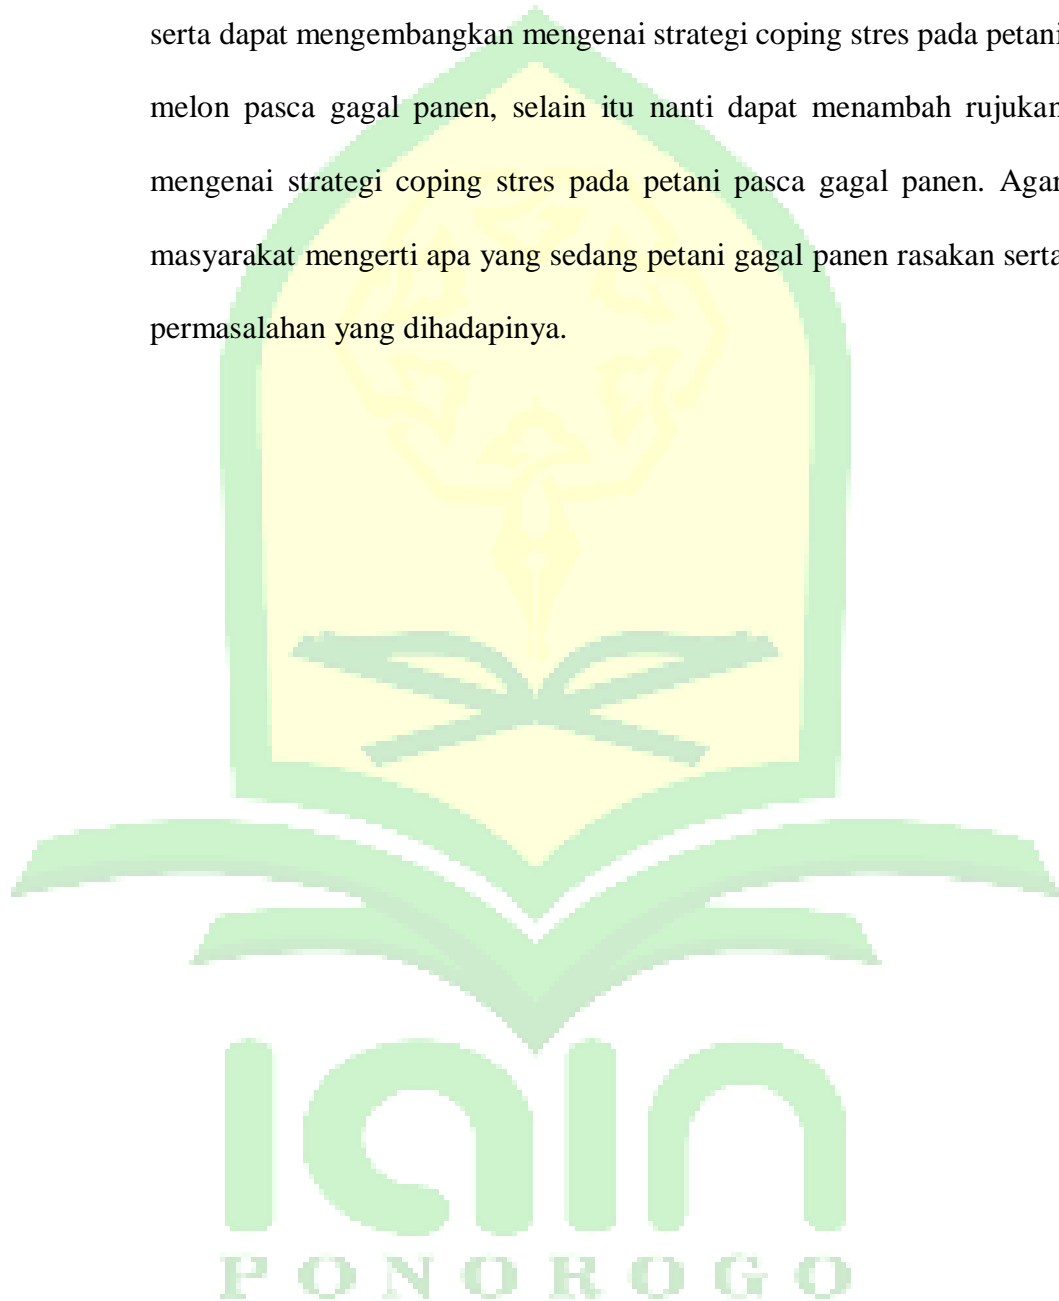 serta dapat mengembangkan mengenai strategi coping stres pada petani
melon pasca gagal panen, selain itu nanti dapat menambah rujukan
mengenai strategi coping stres pada petani pasca gagal panen. Agar
masyarakat mengerti apa yang sedang petani gagal panen rasakan serta
permasalahan yang dihadapinya.
iain
PONOROGO